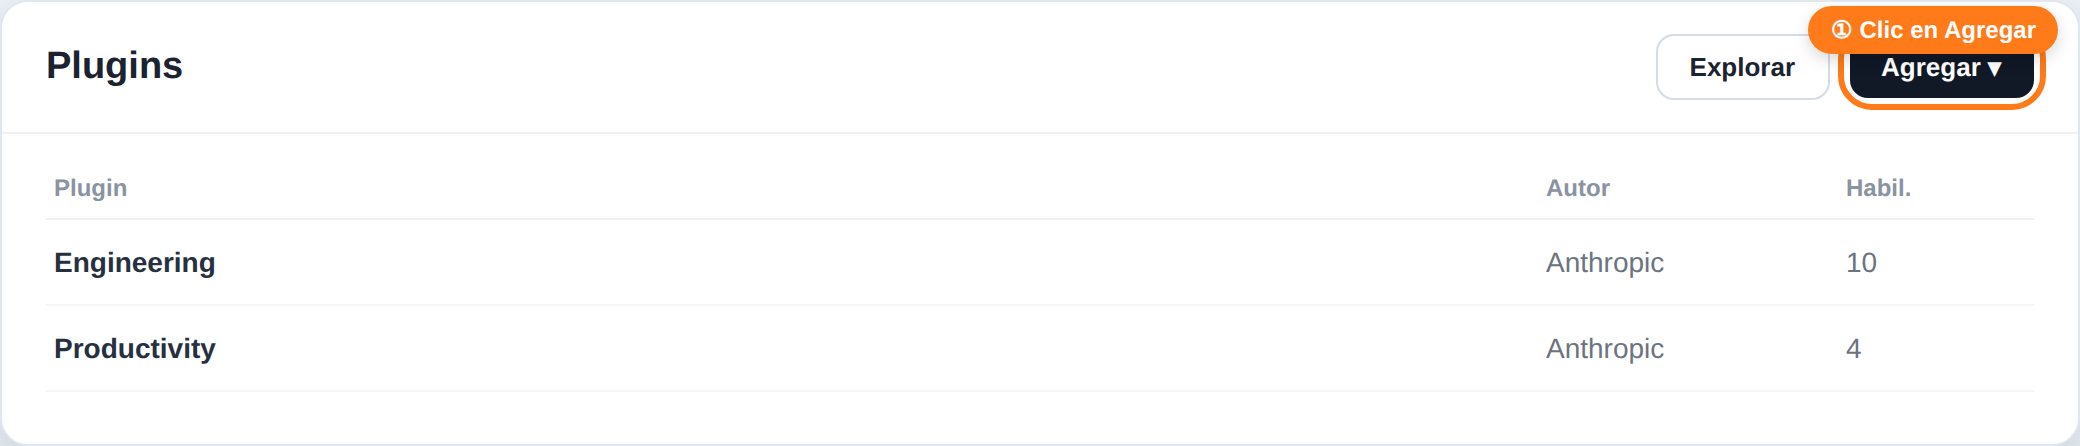 Plugins
① Clic en Agregar
Explorar
Agregar ▾
Plugin Autor Habil.
Engineering Anthropic 10
Productivity Anthropic 4